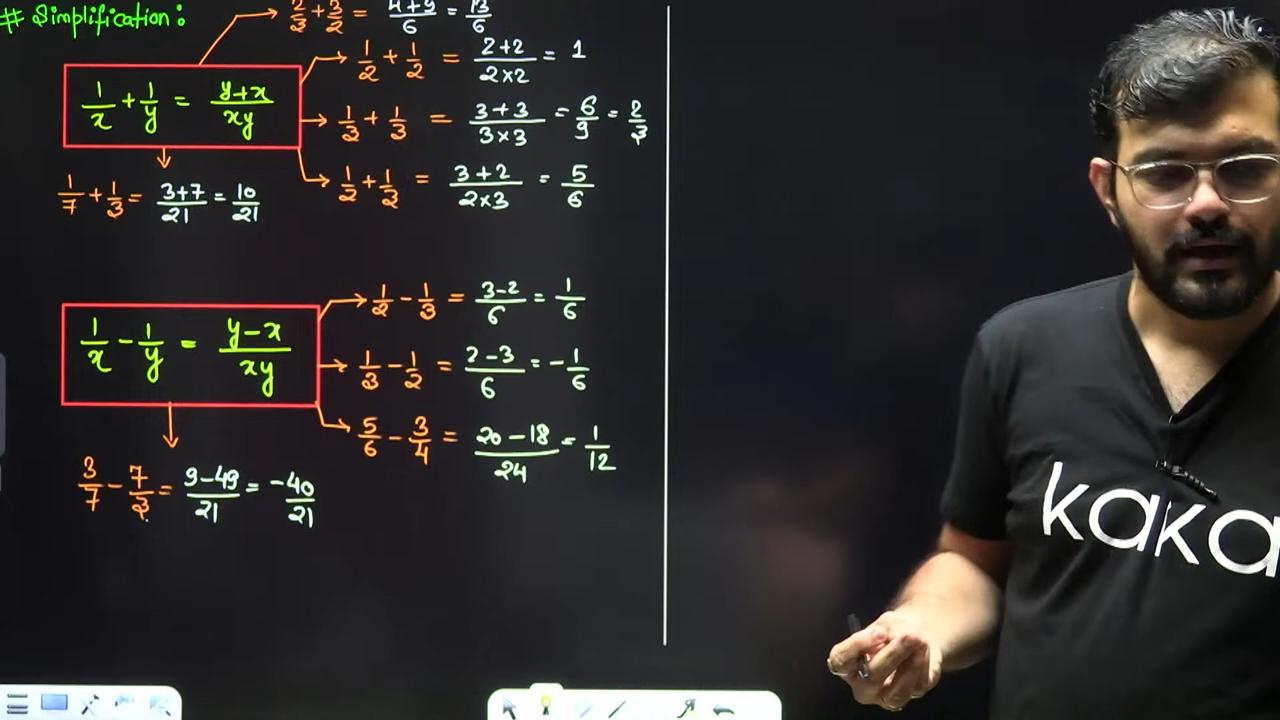 # Simplification:
2/3 + 3/2 = 4+9/6 = 13/6
1/x + 1/y = y+x/xy
1/2 + 1/2 = 2+2/2×2 = 1
1/3 + 1/3 = 3+3/3×3 = 6/9 = 2/3
1/2 + 1/3 = 3+2/2×3 = 5/6
1/7 + 1/3 = 3+7/21 = 10/21
1/x - 1/y = y-x/xy
1/2 - 1/3 = 3-2/6 = 1/6
1/3 - 1/2 = 2-3/6 = -1/6
5/6 - 3/4 = 20-18/24 = 1/12
3/7 - 7/3 = 9-49/21 = -40/21
kaka